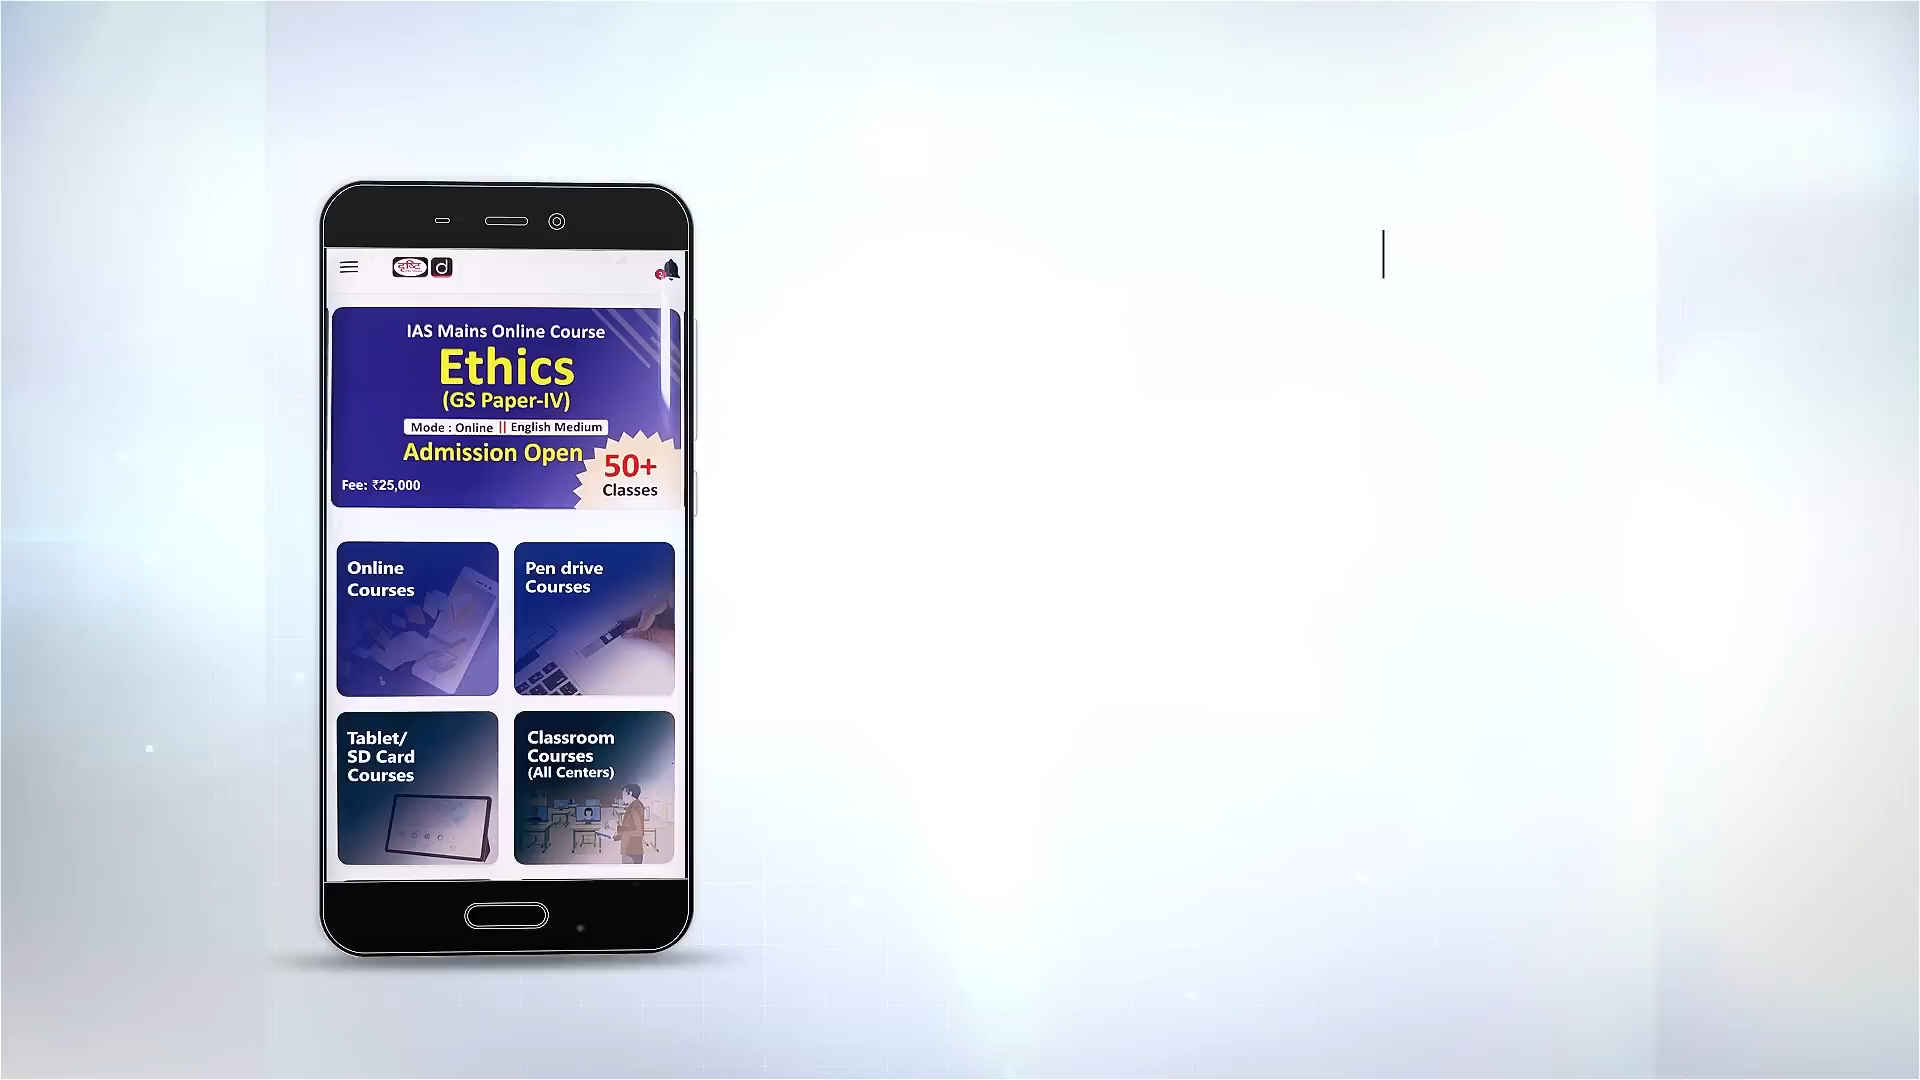 दृष्टि
d
2
IAS Mains Online Course
Ethics
(GS Paper-IV)
Mode : Online || English Medium
Admission Open
50+
Classes
Fee: ₹25,000
Online
Courses
Pen drive
Courses
Tablet/
SD Card
Courses
Classroom
Courses
(All Centers)